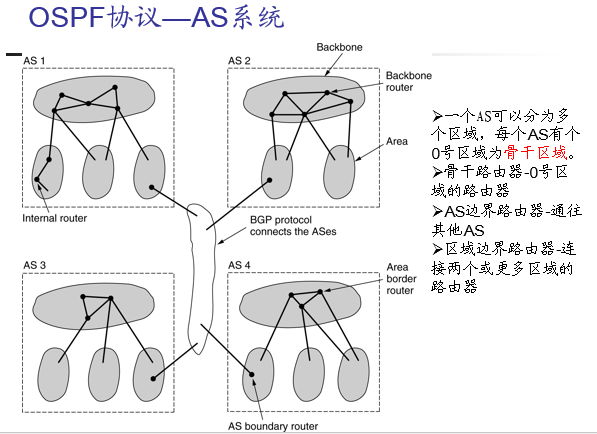 OSPF协议—AS系统
Backbone
AS 1
AS 2
Backbone
router
Area
Internal router
BGP protocol
connects the ASes
AS 3
AS 4
Area
border
router
AS boundary router
➢一个AS可以分为多
个区域，每个AS有个
0号区域为骨干区域。
➢骨干路由器-0号区
域的路由器
➢AS边界路由器-通往
其他AS
➢区域边界路由器-连
接两个或更多区域的
路由器